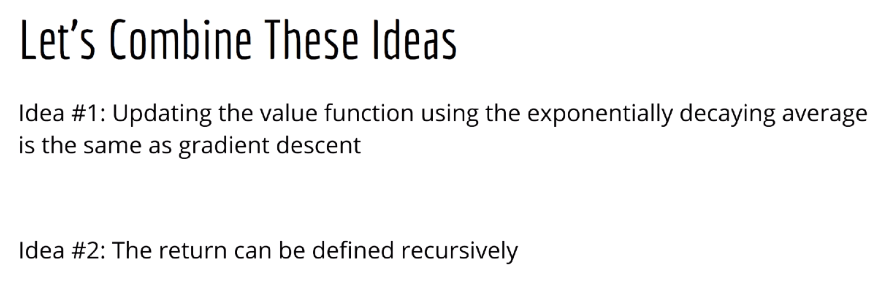 Let's Combine These Ideas
Idea #1: Updating the value function using the exponentially decaying average
is the same as gradient descent
Idea #2: The return can be defined recursively